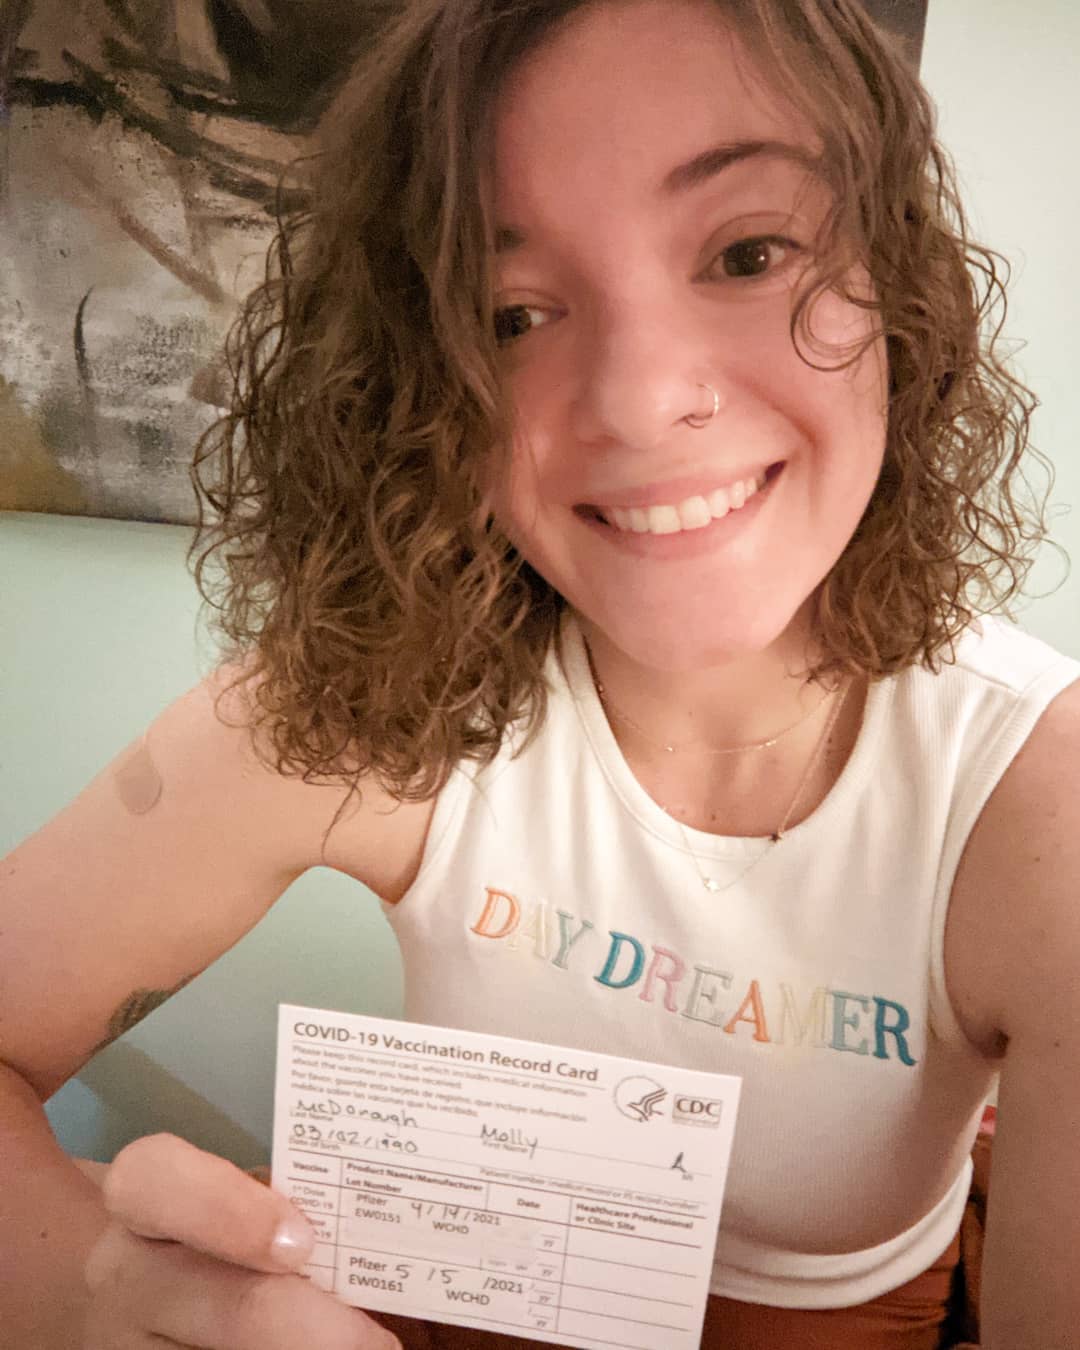 DAY DREAMER
COVID-19 Vaccination Record Card
Please keep this record card, which includes medical information
about the vaccines you have received.
Por favor, guarde esta tarjeta de registro, que incluye información
médica sobre las vacunas que ha recibido.
CDC
McDonough Molly A
Last Name First Name MI
03/02/1990
Date of birth Patient number (medical record or IIS record number)
Vaccine Product Name/Manufacturer Date Healthcare Professional
Lot Number or Clinic Site
1st Dose Pfizer 4/14/2021
COVID-19 EW0151 WCHD
yy
Dose
-19
yy
Pfizer 5/5/2021
EW0161 WCHD
yy
yy